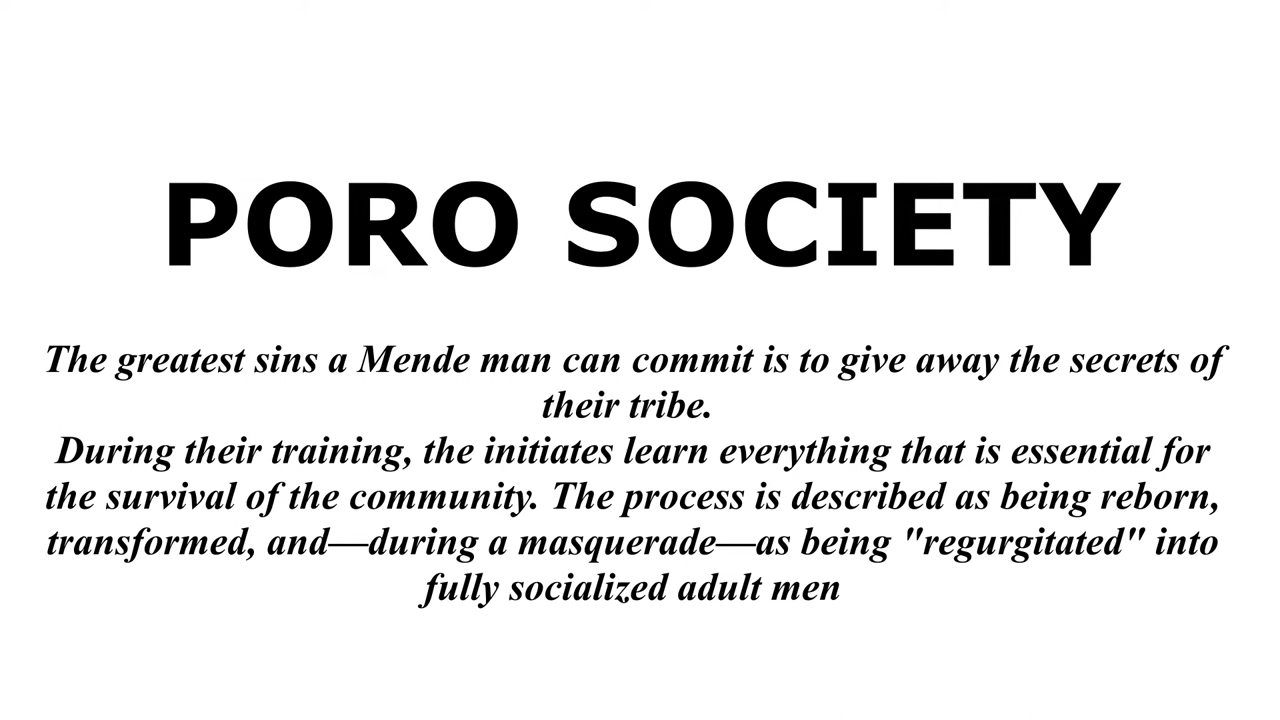 PORO SOCIETY
The greatest sins a Mende man can commit is to give away the secrets of
their tribe.
During their training, the initiates learn everything that is essential for
the survival of the community. The process is described as being reborn,
transformed, and—during a masquerade—as being "regurgitated" into
fully socialized adult men